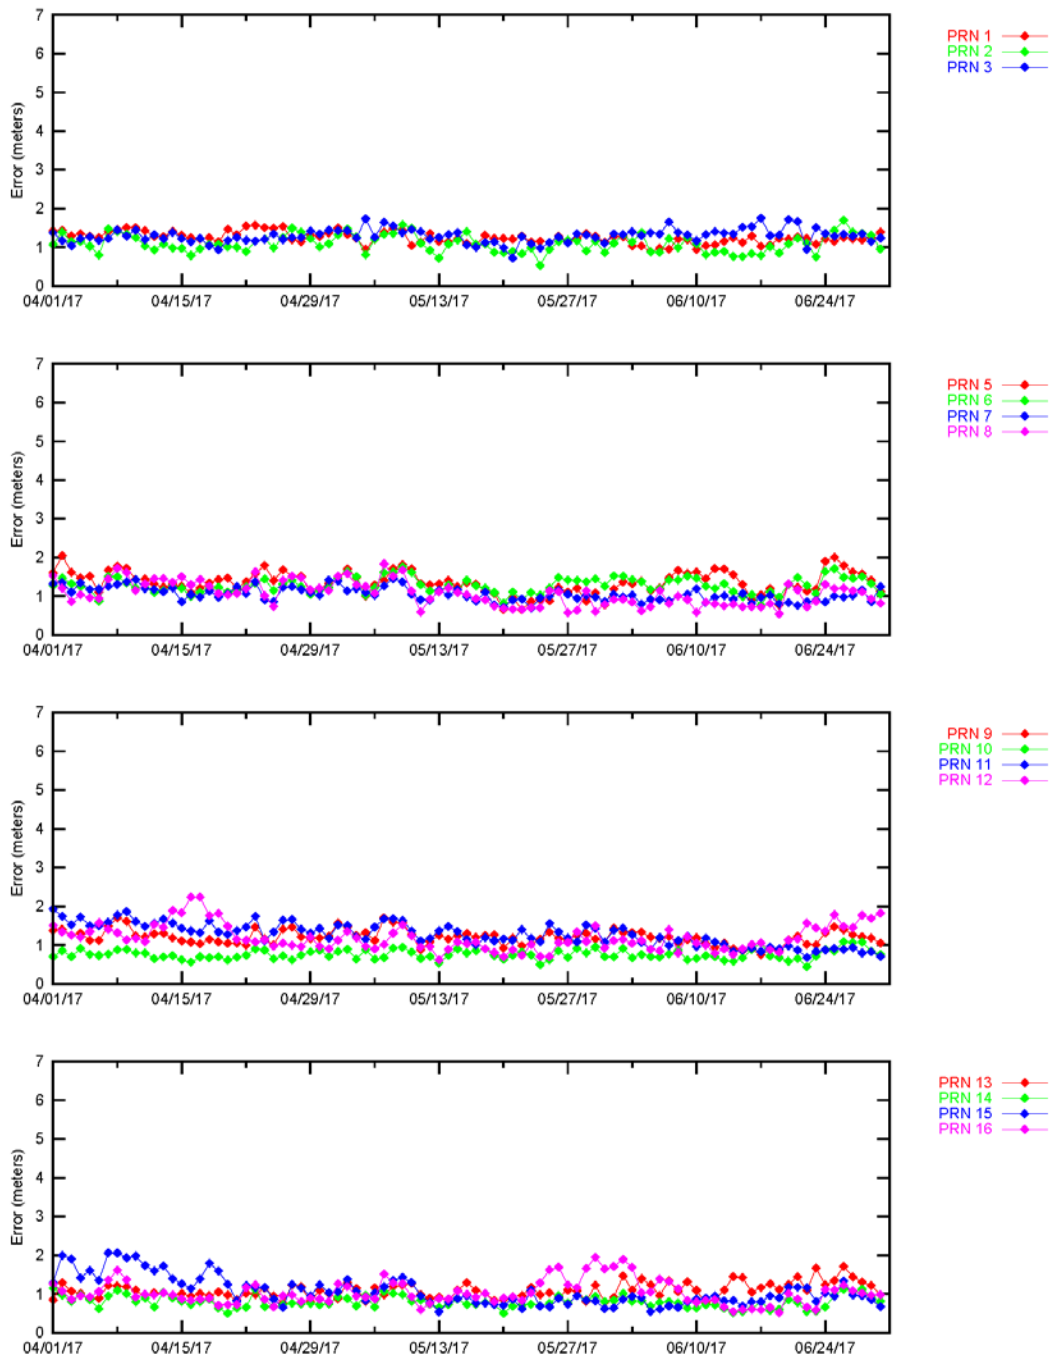 7
6
5
4
3
2
1
0
Error (meters)
04/01/17 04/15/17 04/29/17 05/13/17 05/27/17 06/10/17 06/24/17
PRN 1
PRN 2
PRN 3
7
6
5
4
3
2
1
0
Error (meters)
04/01/17 04/15/17 04/29/17 05/13/17 05/27/17 06/10/17 06/24/17
PRN 5
PRN 6
PRN 7
PRN 8
7
6
5
4
3
2
1
0
Error (meters)
04/01/17 04/15/17 04/29/17 05/13/17 05/27/17 06/10/17 06/24/17
PRN 9
PRN 10
PRN 11
PRN 12
7
6
5
4
3
2
1
0
Error (meters)
04/01/17 04/15/17 04/29/17 05/13/17 05/27/17 06/10/17 06/24/17
PRN 13
PRN 14
PRN 15
PRN 16